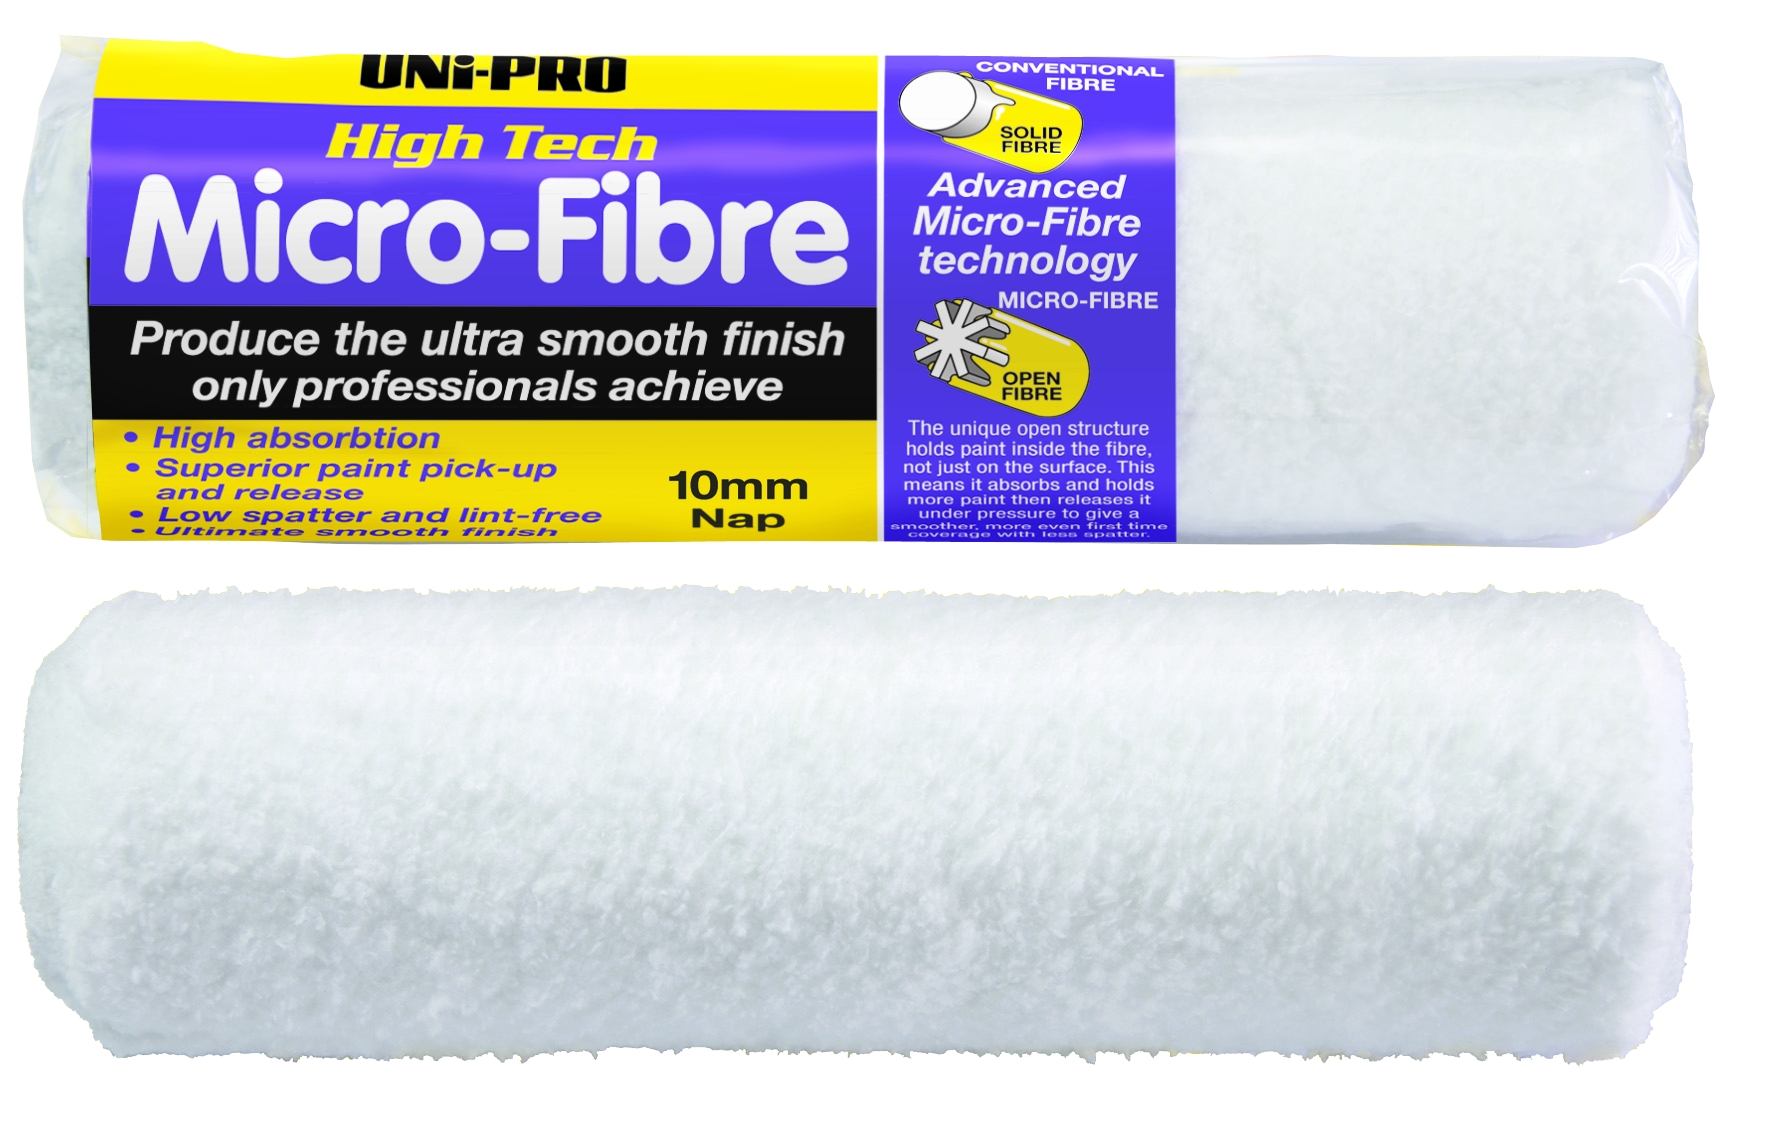 UNi-PRO
High Tech
Micro-Fibre
Produce the ultra smooth finish
only professionals achieve
• High absorbtion
• Superior paint pick-up
and release
• Low spatter and lint-free
• Ultimate smooth finish
10mm
Nap
CONVENTIONAL
FIBRE
SOLID
FIBRE
Advanced
Micro-Fibre
technology
MICRO-FIBRE
OPEN
FIBRE
The unique open structure
holds paint inside the fibre,
not just on the surface. This
means it absorbs and holds
more paint then releases it
under pressure to give a
smoother, more even first time
coverage with less spatter.